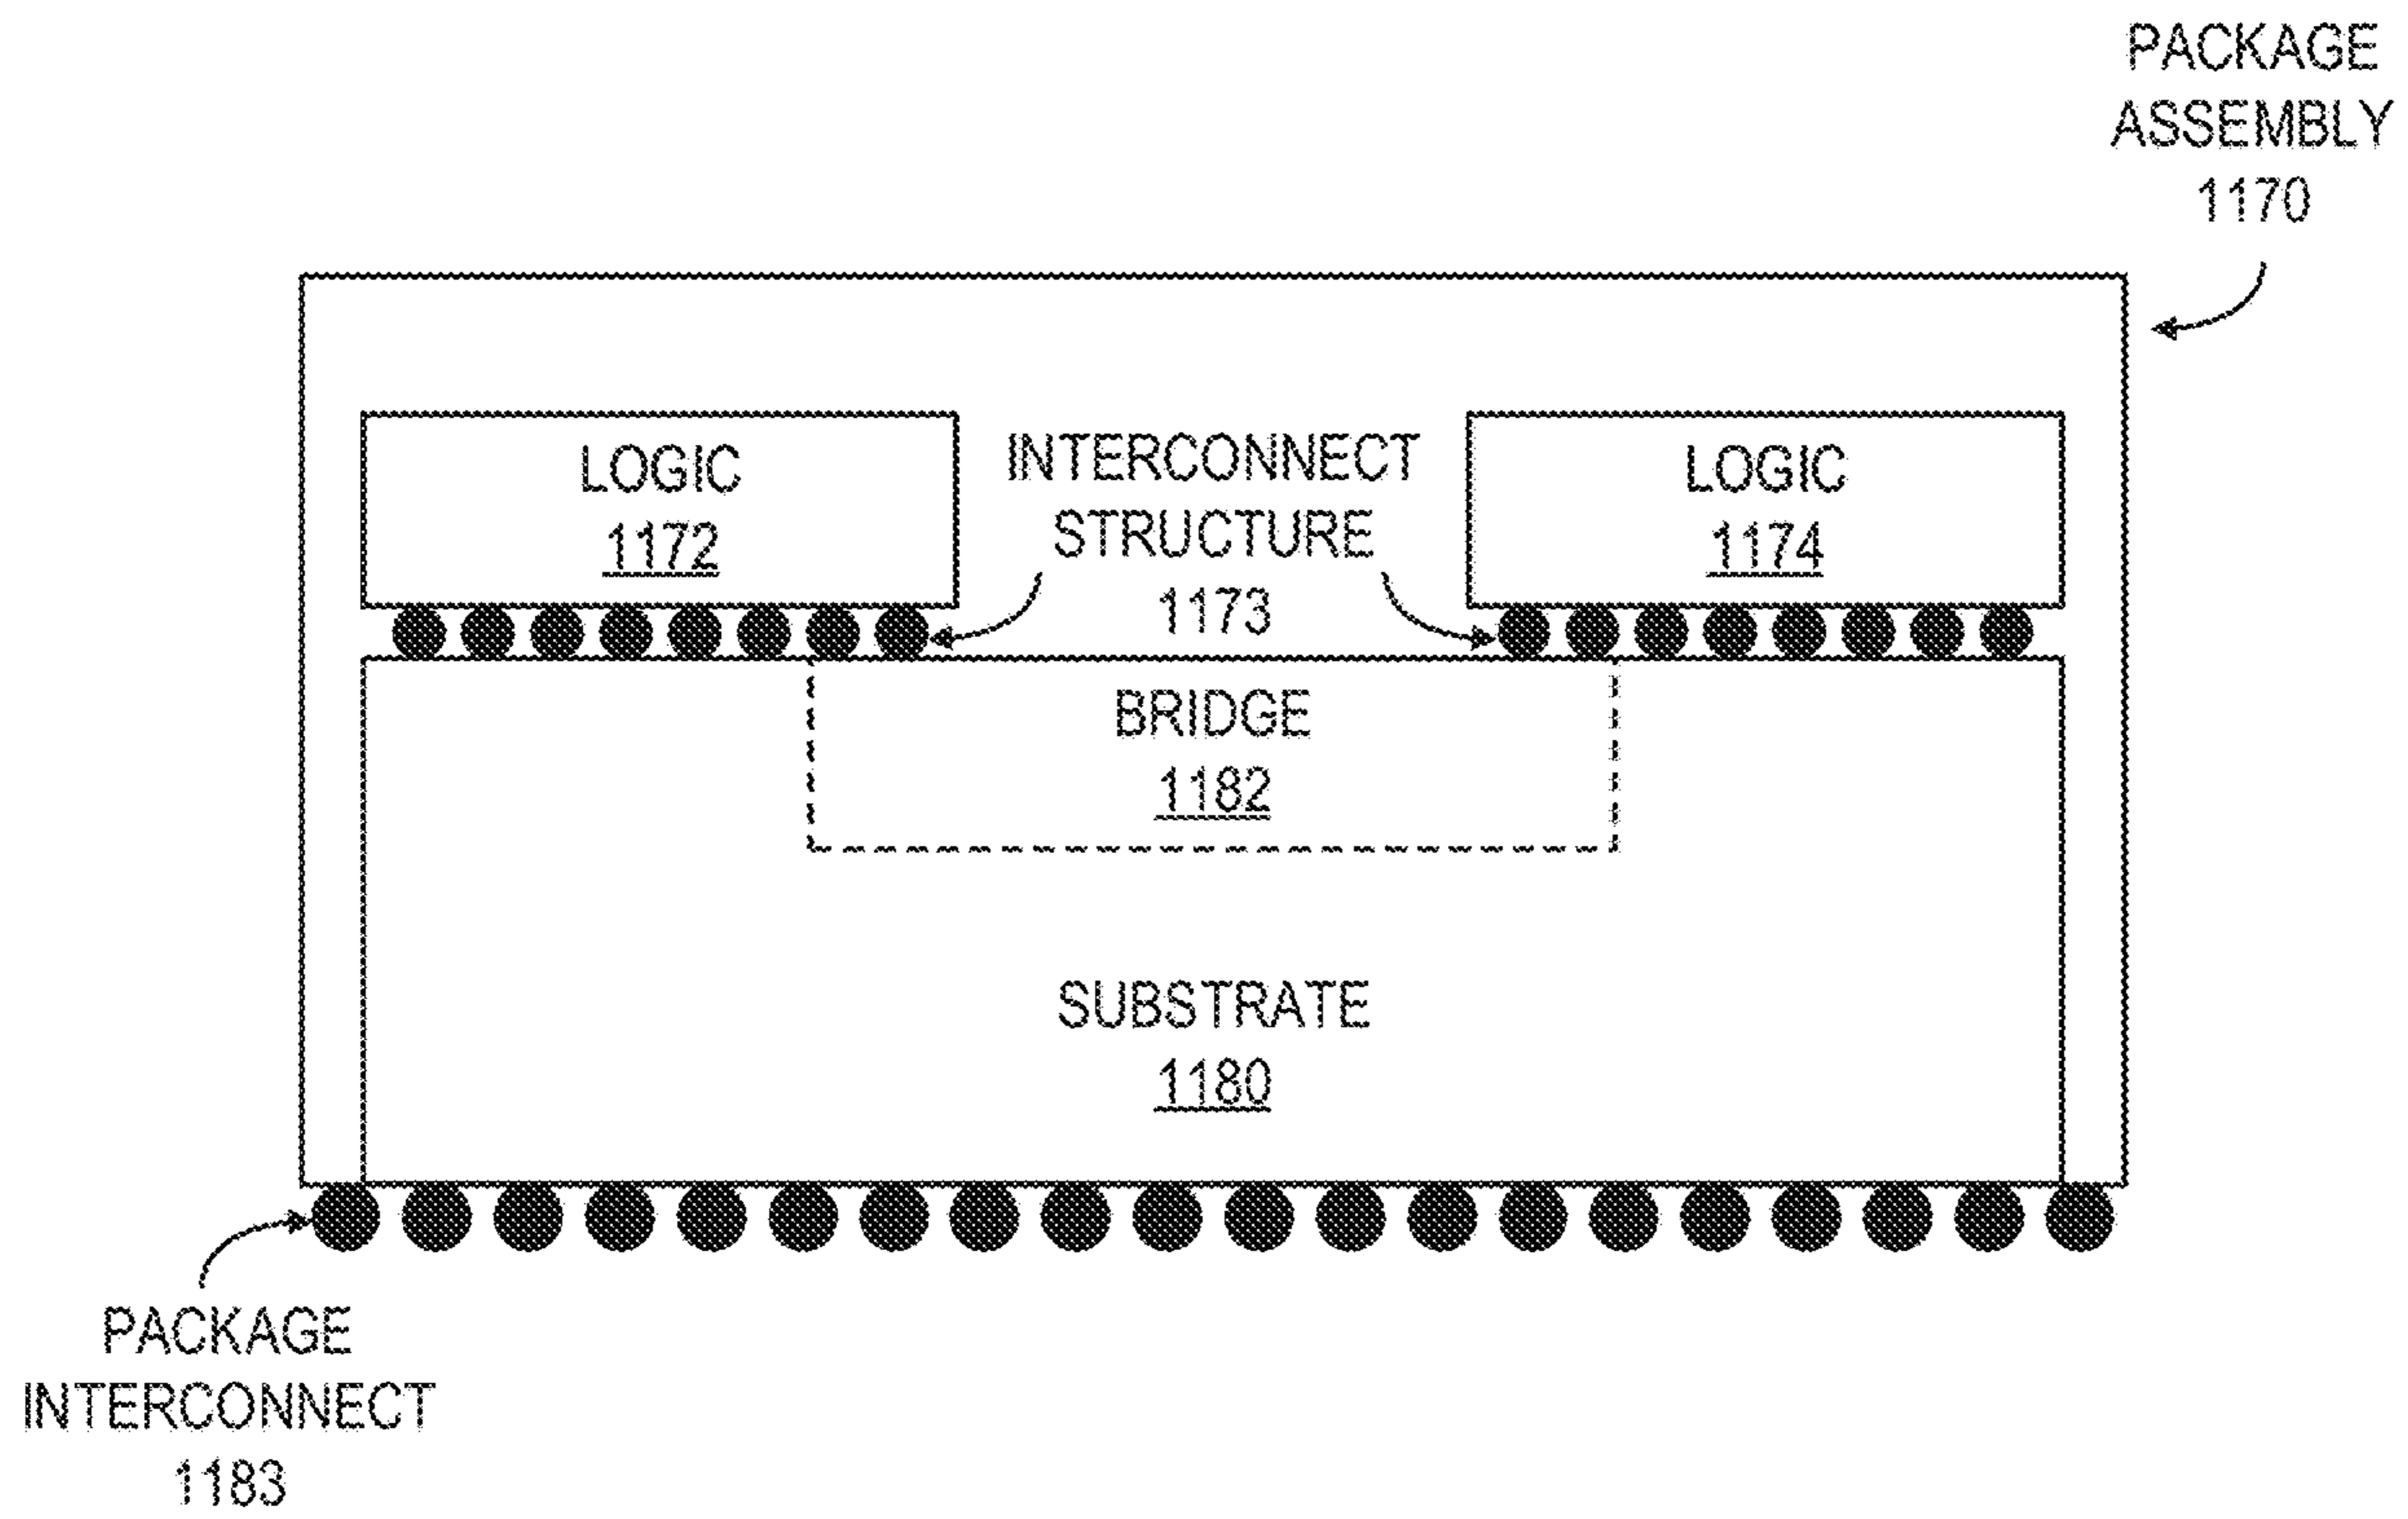 PACKAGE
ASSEMBLY
1170
LOGIC
1172
INTERCONNECT
STRUCTURE
1173
LOGIC
1174
BRIDGE
1182
SUBSTRATE
1180
PACKAGE
INTERCONNECT
1183